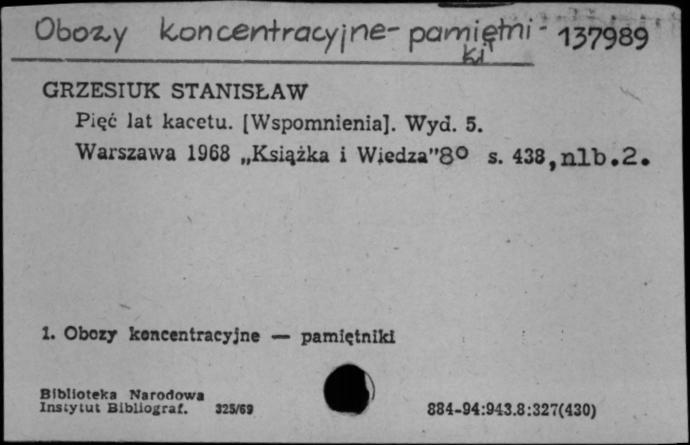 Obozy koncentracyjne- pamiętni- 137989
ki
GRZESIUK STANISŁAW
Pięć lat kacetu. [Wspomnienia]. Wyd. 5.
Warszawa 1968 „Książka i Wiedza" 8º s. 438, nlb. 2.
1. Obozy koncentracyjne — pamiętniki
Biblioteka Narodowa
Instytut Bibliograf. 325/69
884-94:943.8:327(430)